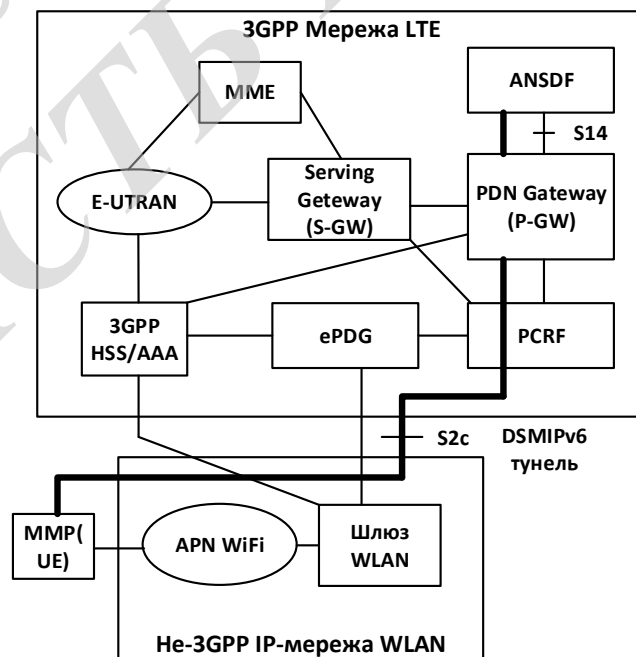 3GPP Мережа LTE
MME
ANSDF
S14
E-UTRAN
Serving
Geteway
(S-GW)
PDN Gateway
(P-GW)
3GPP
HSS/AAA
ePDG
PCRF
S2c
DSMIPv6
тунель
MMP(
UE)
APN WiFi
Шлюз
WLAN
Не-3GPP IP-мережа WLAN